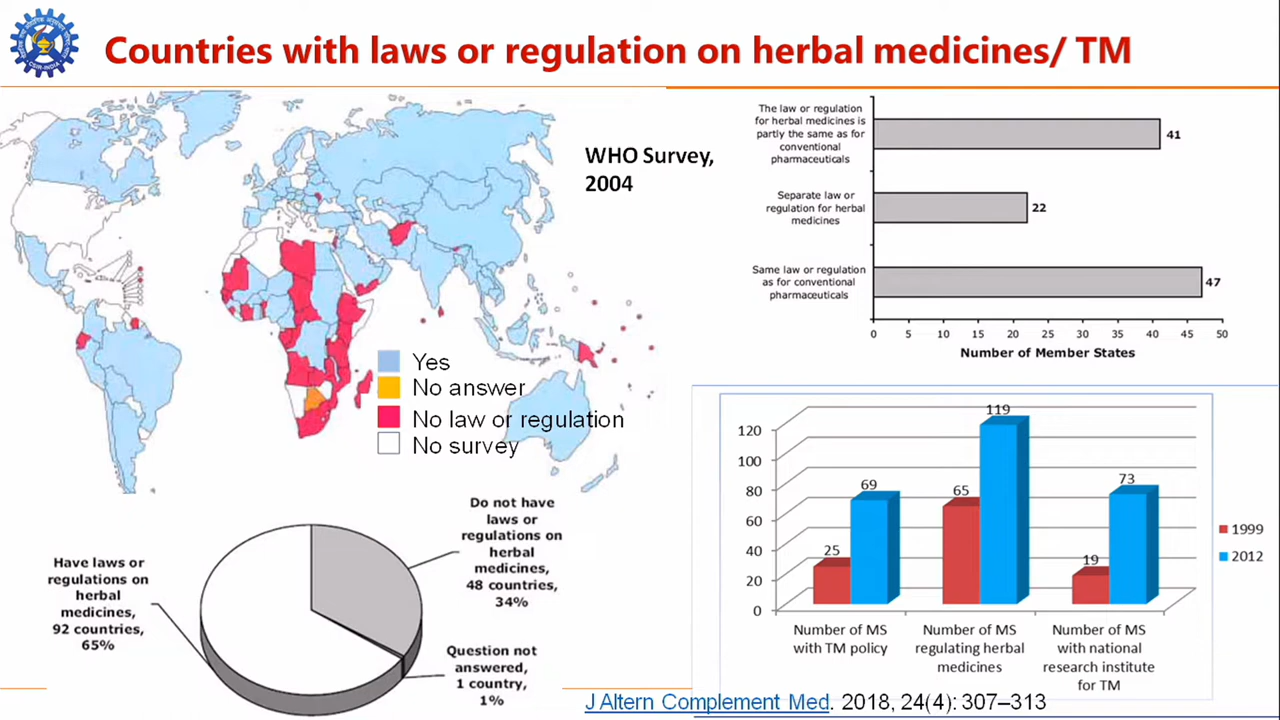 Countries with laws or regulation on herbal medicines/ TM
CSIR-INDIA
WHO Survey,
2004
Yes
No answer
No law or regulation
No survey
Have laws or
regulations on
herbal
medicines,
92 countries,
65%
Do not have
laws or
regulations on
herbal
medicines,
48 countries,
34%
Question not
answered,
1 country,
1%
The law or regulation
for herbal medicines is
partly the same as for
conventional
pharmaceuticals
41
Separate law or
regulation for herbal
medicines
22
Same law or regulation
as for conventional
pharmaceuticals
47
0 5 10 15 20 25 30 35 40 45 50
Number of Member States
120
100
80
60
40
20
0
25
69
65
119
19
73
1999
2012
Number of MS
with TM policy
Number of MS
regulating herbal
medicines
Number of MS
with national
research institute
for TM
J Altern Complement Med. 2018, 24(4): 307–313